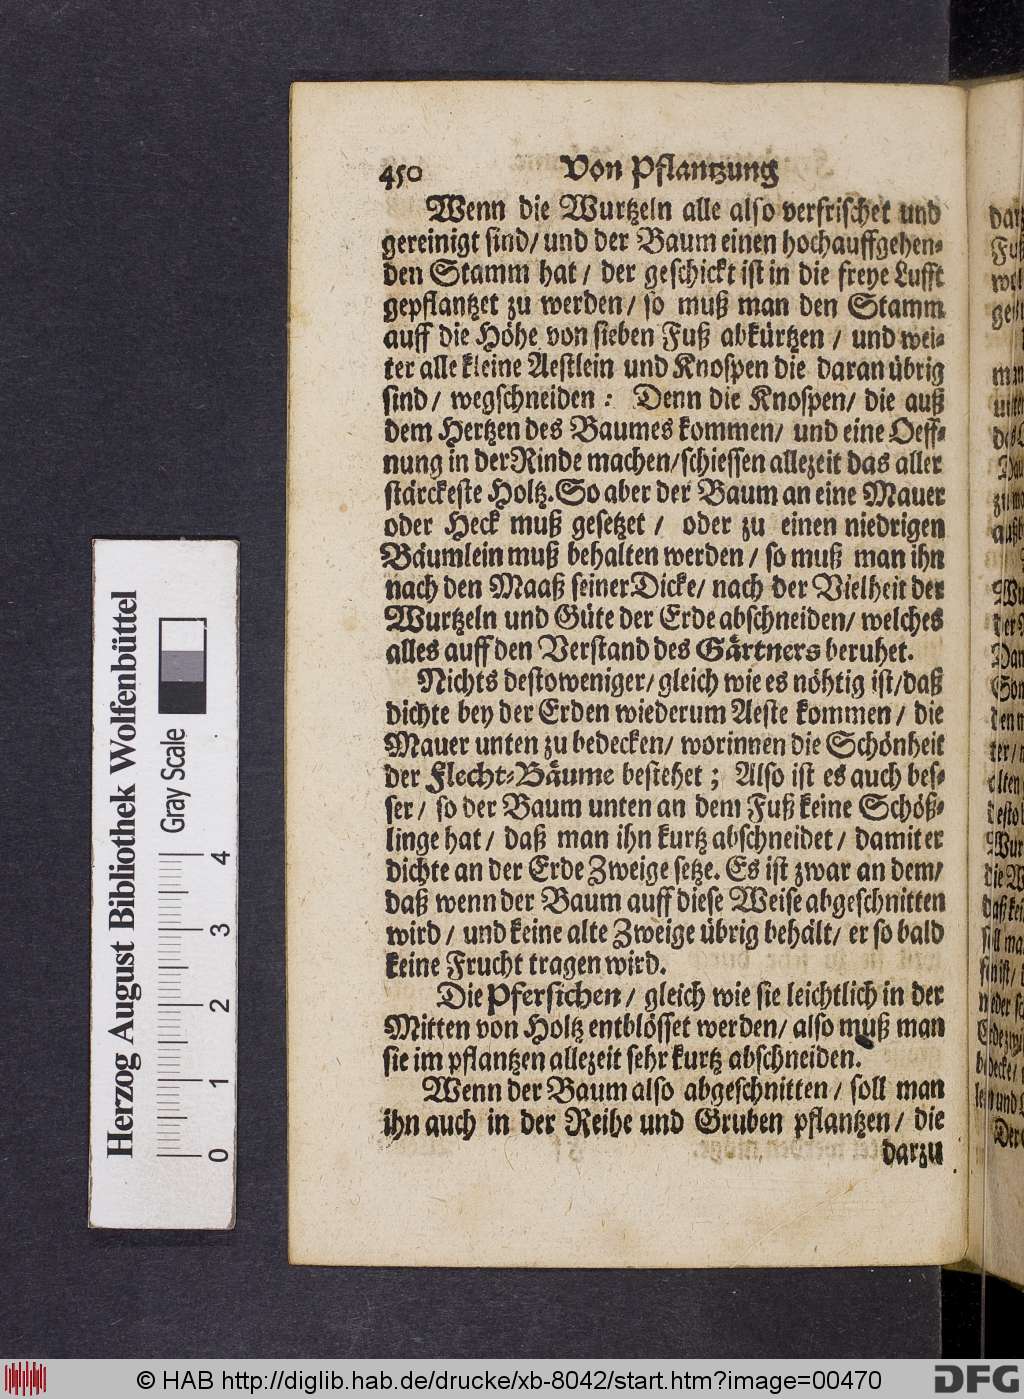 450 Von Pflantzung
Wenn die Wurtzeln alle also verfrischet und
gereinigt sind/ und der Baum einen hochauffgehen-
den Stamm hat / der geschickt ist in die freye Lufft
gepflantzet zu werden/ so muß man den Stamm
auff die Höhe von sieben Fuß abkürtzen / und wei-
ter alle kleine Aestlein und Knospen die daran übrig
sind/ wegschneiden: Denn die Knospen/ die auß
dem Hertzen des Baumes kommen/ und eine Oeff-
nung in der Rinde machen/schiessen allezeit das aller
stärckeste Holtz. So aber der Baum an eine Mauer
oder Heck muß gesetzet / oder zu einen niedrigen
Bäumlein muß behalten werden / so muß man ihn
nach den Maaß seiner Dicke/ nach der Vielheit der
Wurtzeln und Güte der Erde abschneiden/ welches
alles auff den Verstand des Gärtners beruhet.
Nichts destoweniger/ gleich wie es nöhtig ist/daß
dichte bey der Erden wiederum Aeste kommen / die
Mauer unten zu bedecken/ worinnen die Schönheit
der Flecht-Bäume bestehet; Also ist es auch bes-
ser / so der Baum unten an dem Fuß keine Schöß-
linge hat / daß man ihn kurtz abschneidet / damit er
dichte an der Erde Zweige setze. Es ist zwar an dem/
daß wenn der Baum auff diese Weise abgeschnitten
wird / und keine alte Zweige übrig behält/ er so bald
keine Frucht tragen wird.
Die Pfersichen / gleich wie sie leichtlich in der
Mitten von Holtz entblösset werden/ also muß man
sie im pflantzen allezeit sehr kurtz abschneiden.
Wenn der Baum also abgeschnitten / soll man
ihn auch in der Reihe und Gruben pflantzen / die
darzu
Herzog August Bibliothek Wolfenbüttel
Gray Scale
0 1 2 3 4
© HAB http://diglib.hab.de/drucke/xb-8042/start.htm?image=00470
DFG